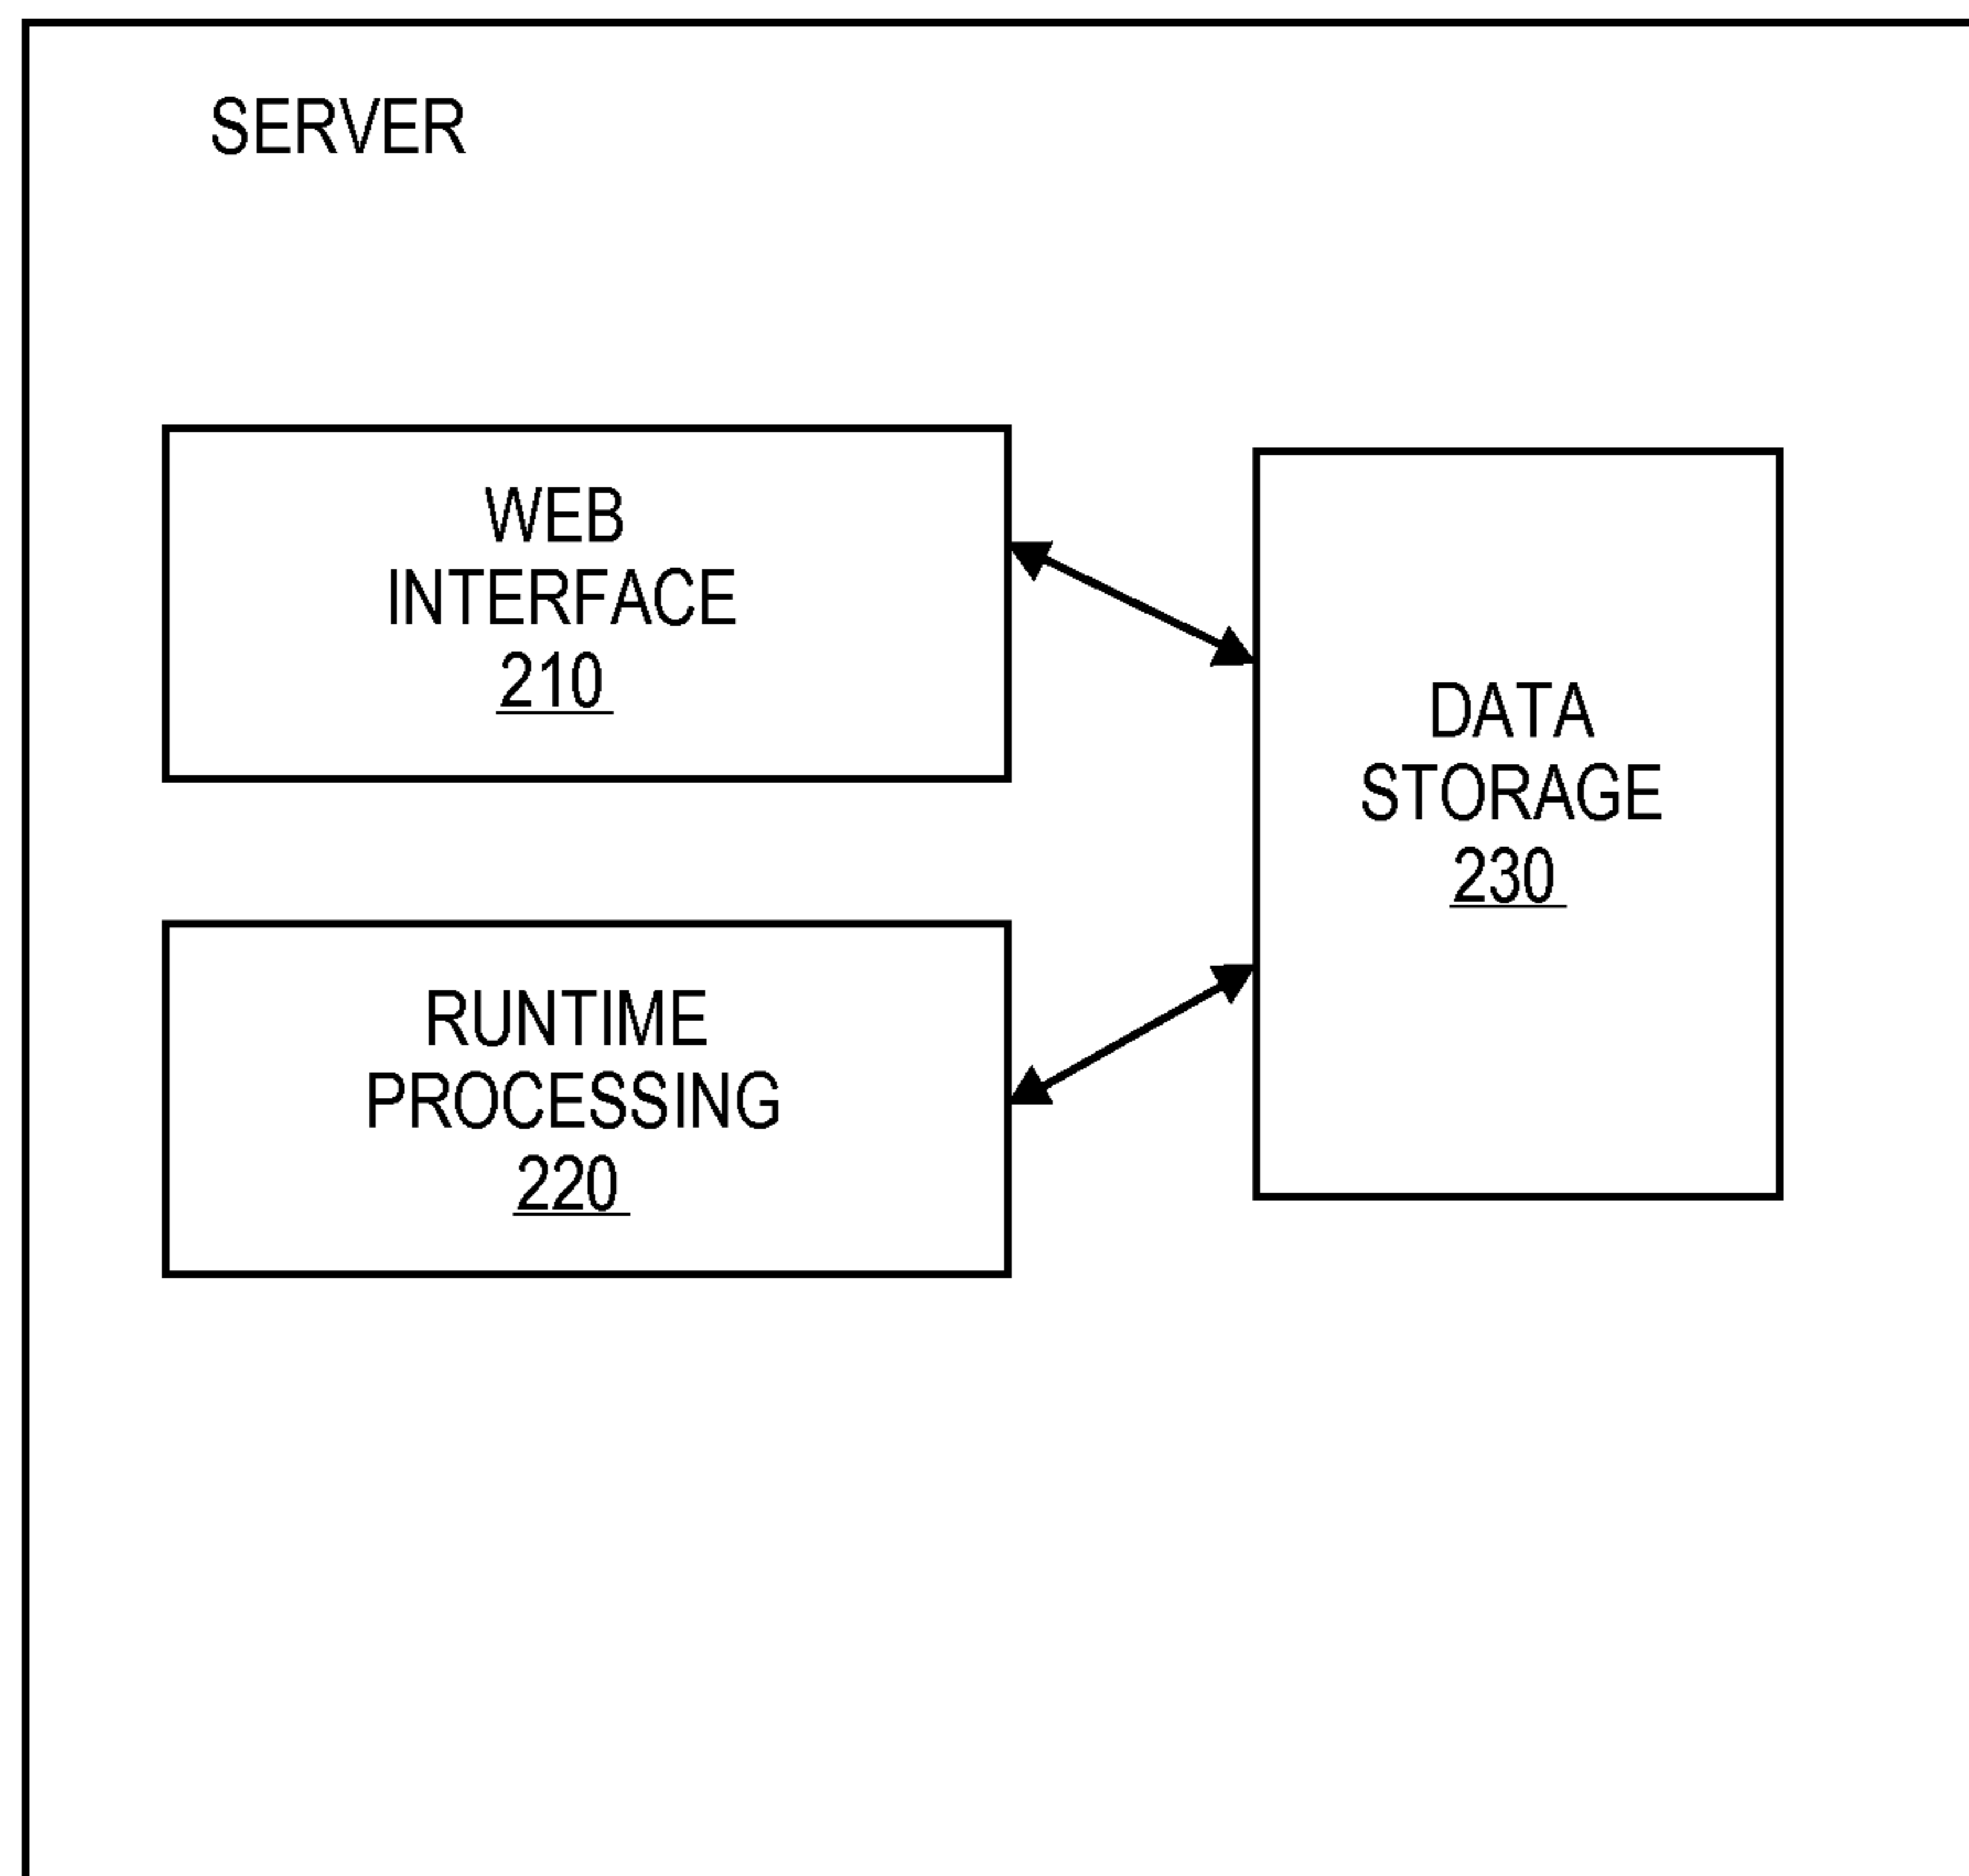 SERVER
WEB
INTERFACE
210
RUNTIME
PROCESSING
220
DATA
STORAGE
230